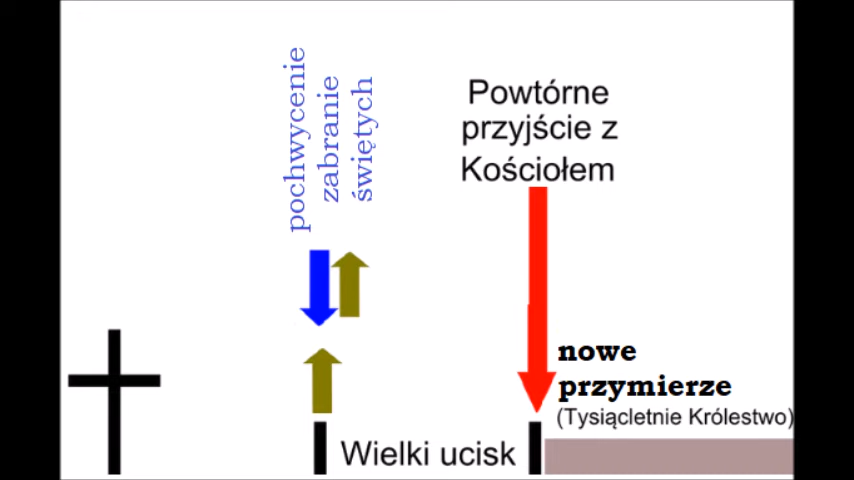 pochwycenie
zabranie
świętych
Powtórne
przyjście z
Kościołem
nowe
przymierze
(Tysiącletnie Królestwo)
Wielki ucisk